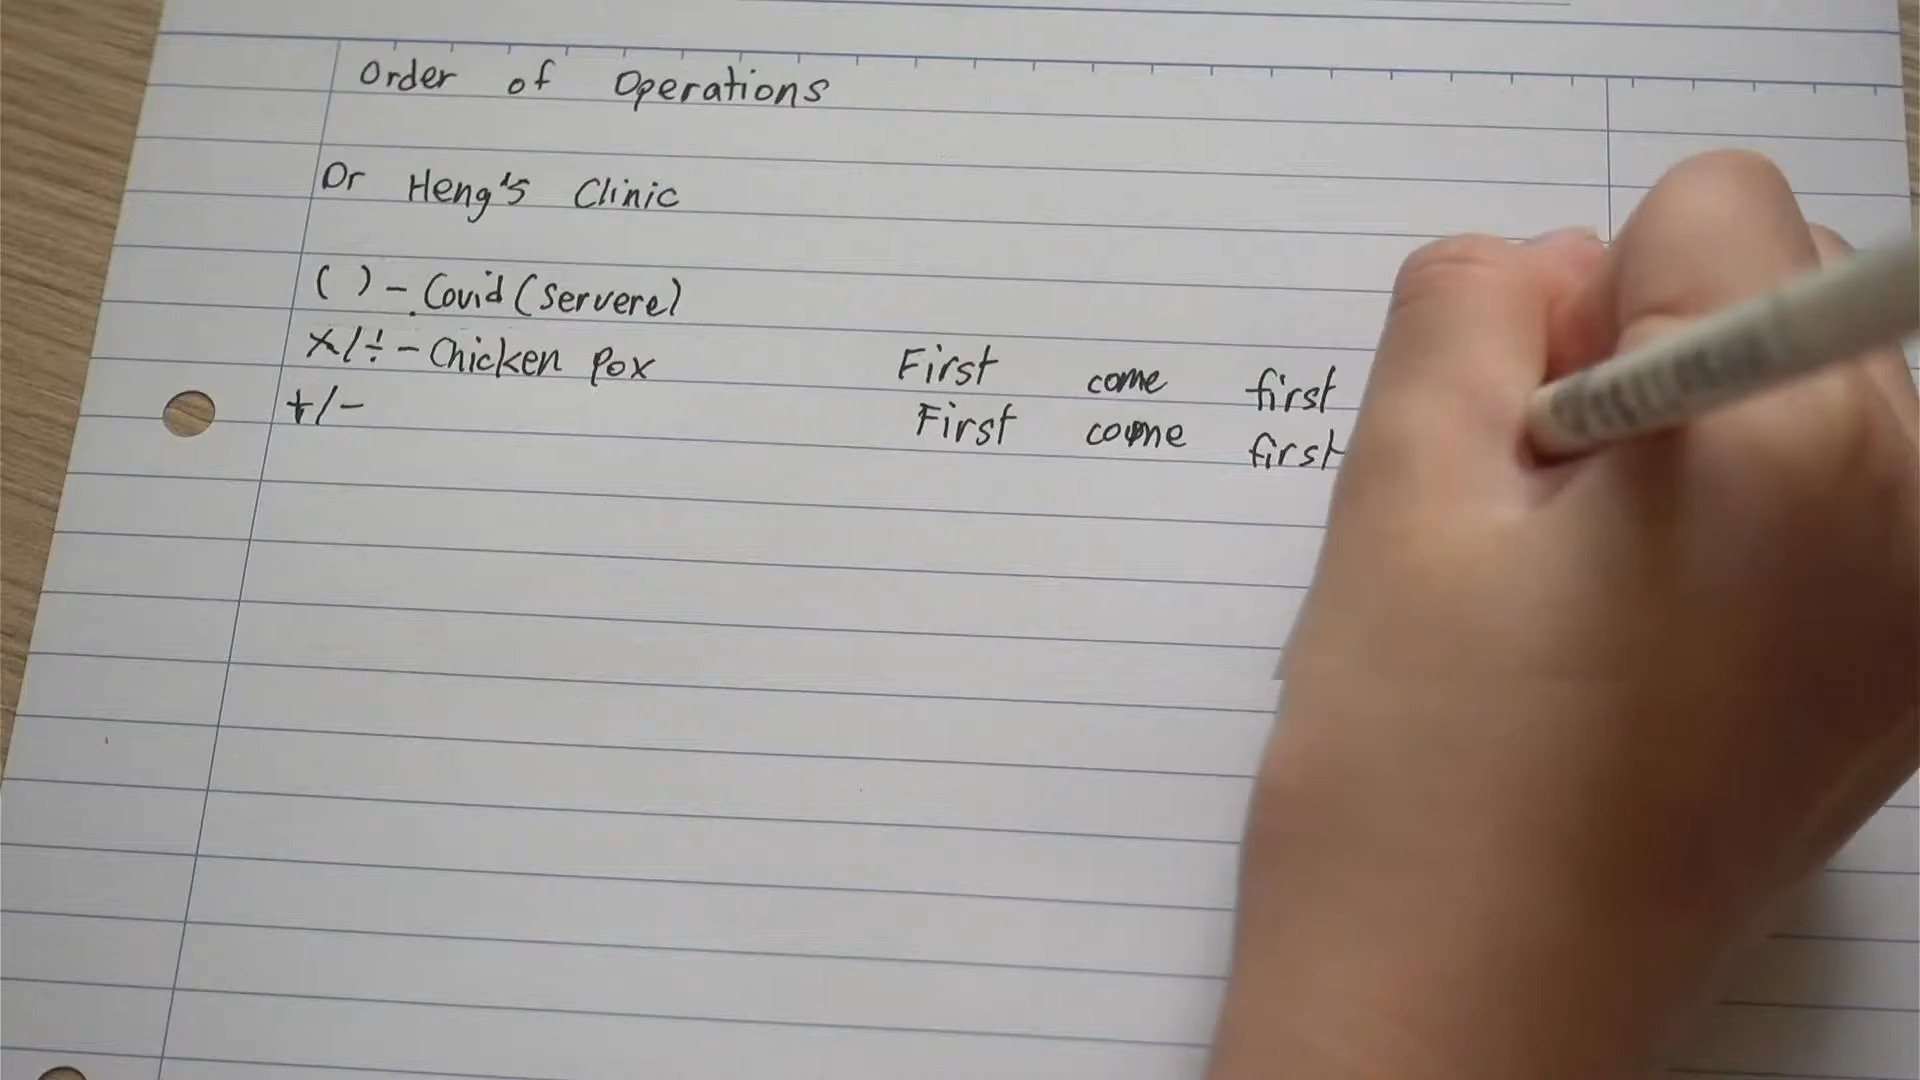 Order of Operations
Dr Heng's Clinic
( ) - Covid (Servere)
×/÷ - Chicken Pox First come first
+/- First come first